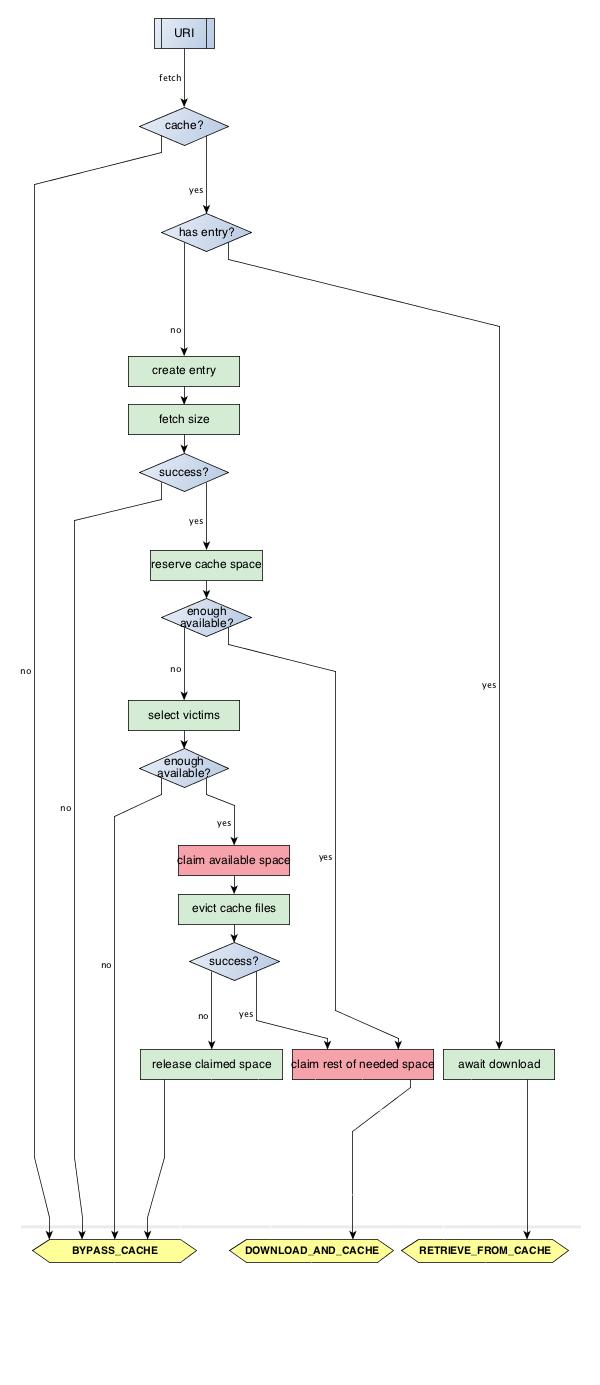 URI
fetch
cache?
yes
has entry?
no
create entry
fetch size
success?
yes
reserve cache space
enough
available?
no
no
yes
select victims
enough
available?
no
yes
yes
claim available space
evict cache files
success?
no
no
yes
release claimed space
claim rest of needed space
await download
BYPASS_CACHE
DOWNLOAD_AND_CACHE
RETRIEVE_FROM_CACHE